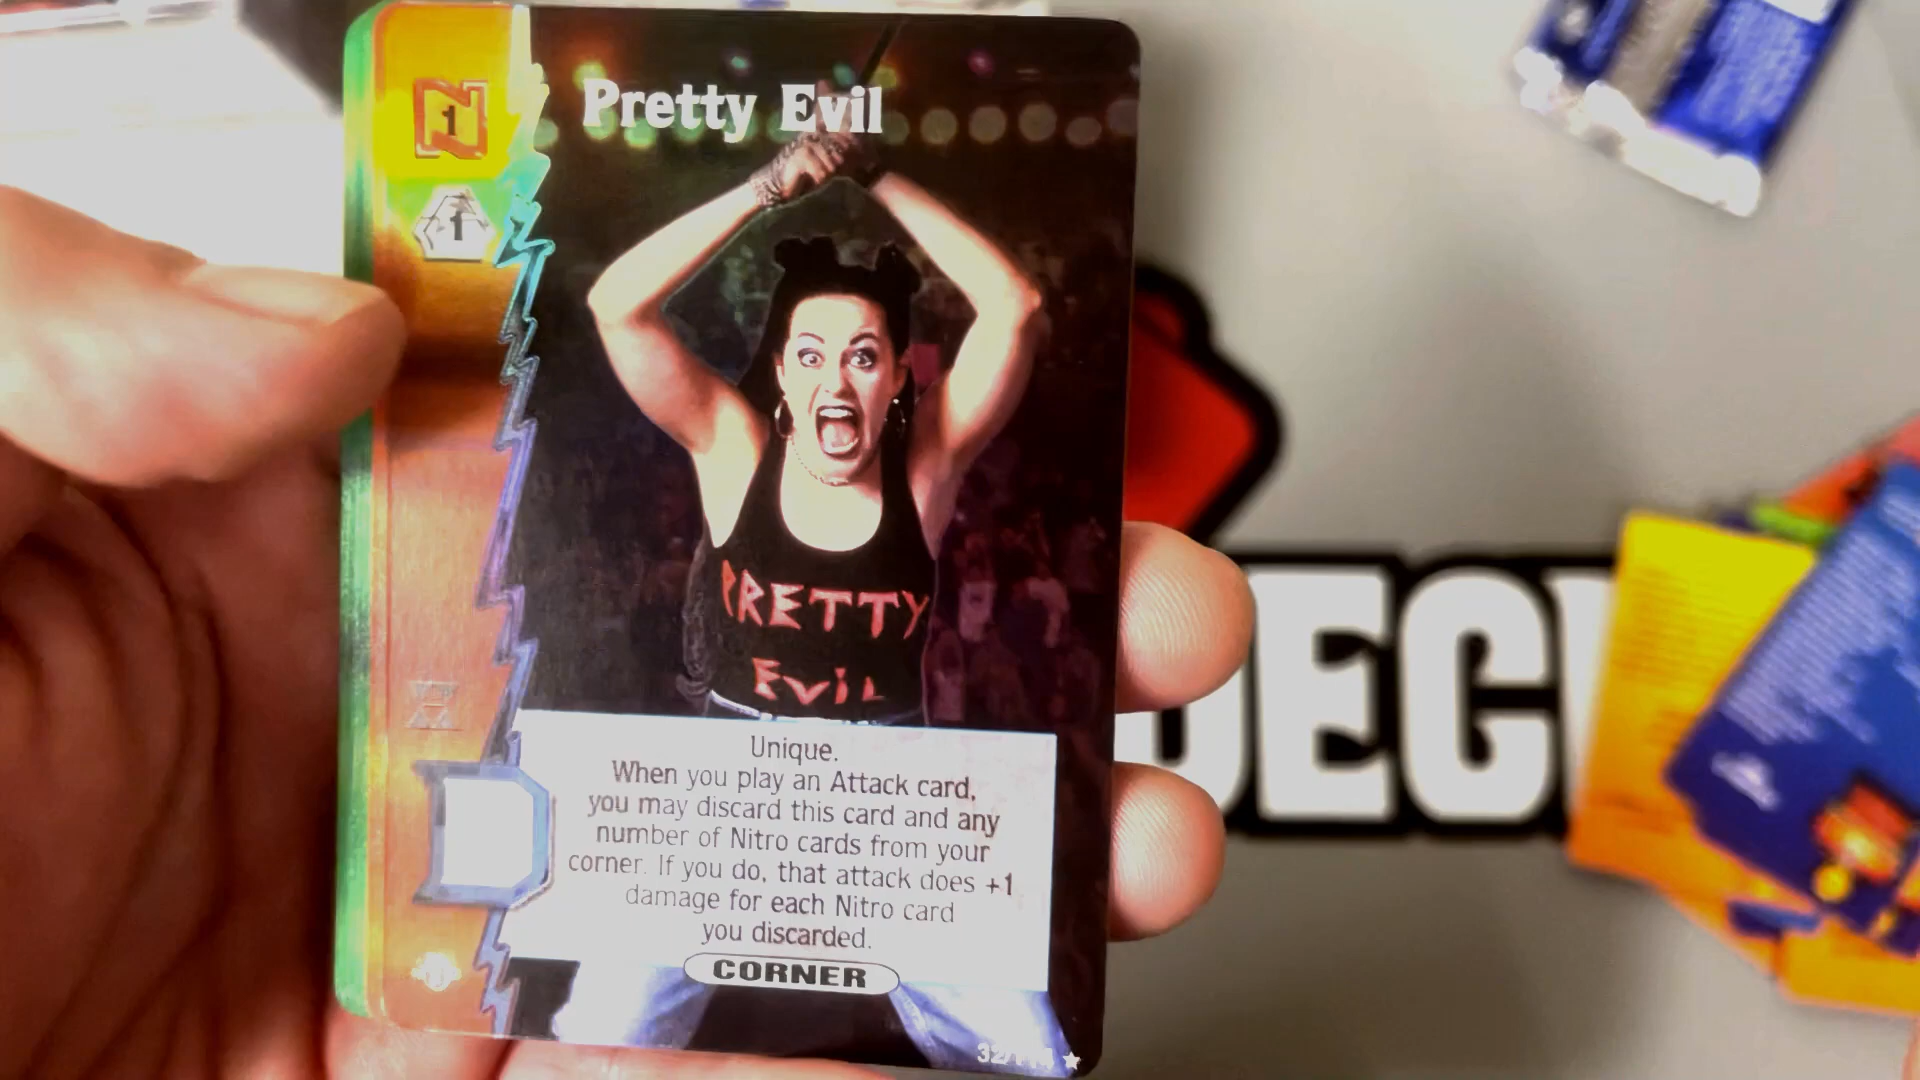 Pretty Evil
1
1
PRETTY
EviL
Unique.
When you play an Attack card,
you may discard this card and any
number of Nitro cards from your
corner. If you do, that attack does +1
damage for each Nitro card
you discarded.
CORNER